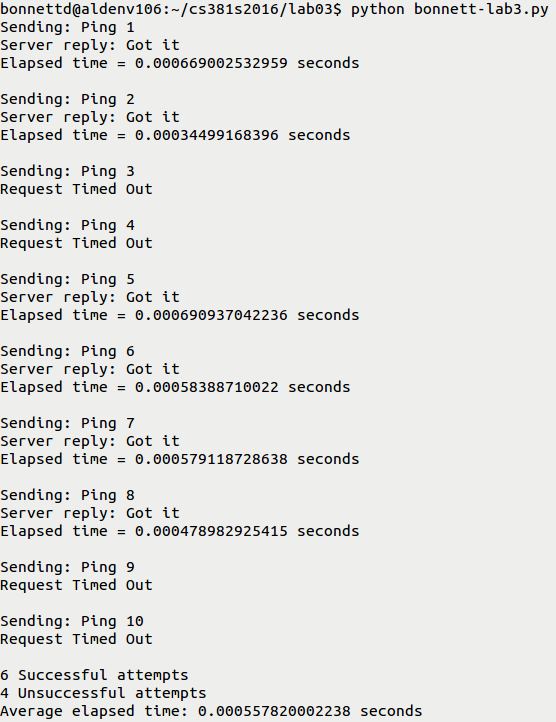 bonnettd@aldenv106:~/cs381s2016/lab03$ python bonnett-lab3.py
Sending: Ping 1
Server reply: Got it
Elapsed time = 0.000669002532959 seconds
Sending: Ping 2
Server reply: Got it
Elapsed time = 0.00034499168396 seconds
Sending: Ping 3
Request Timed Out
Sending: Ping 4
Request Timed Out
Sending: Ping 5
Server reply: Got it
Elapsed time = 0.000690937042236 seconds
Sending: Ping 6
Server reply: Got it
Elapsed time = 0.00058388710022 seconds
Sending: Ping 7
Server reply: Got it
Elapsed time = 0.000579118728638 seconds
Sending: Ping 8
Server reply: Got it
Elapsed time = 0.000478982925415 seconds
Sending: Ping 9
Request Timed Out
Sending: Ping 10
Request Timed Out
6 Successful attempts
4 Unsuccessful attempts
Average elapsed time: 0.000557820002238 seconds